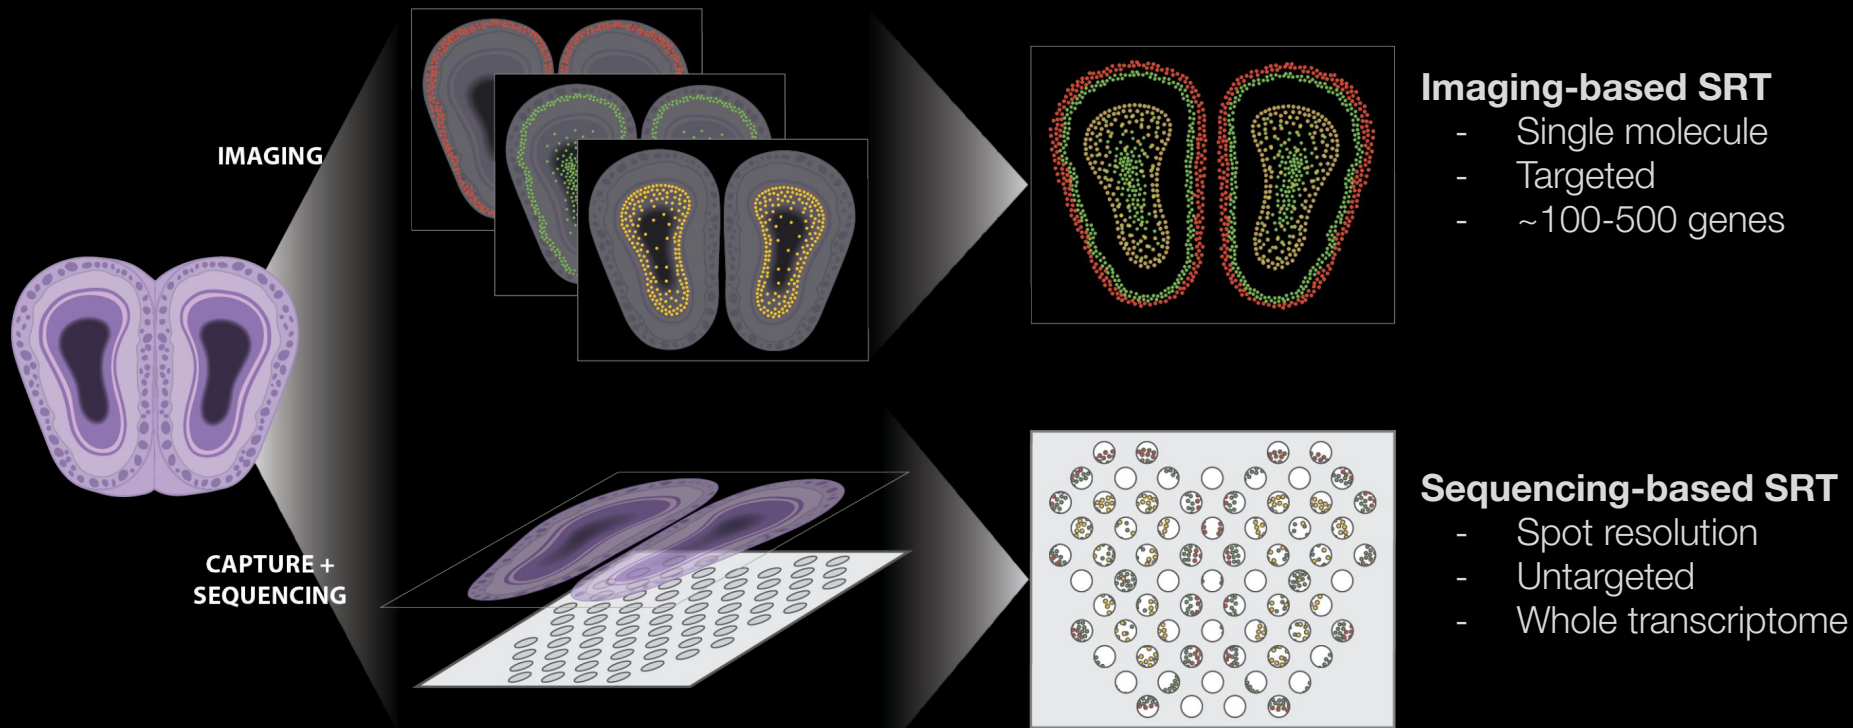 IMAGING
Imaging-based SRT
- Single molecule
- Targeted
- ~100-500 genes
CAPTURE +
SEQUENCING
Sequencing-based SRT
- Spot resolution
- Untargeted
- Whole transcriptome